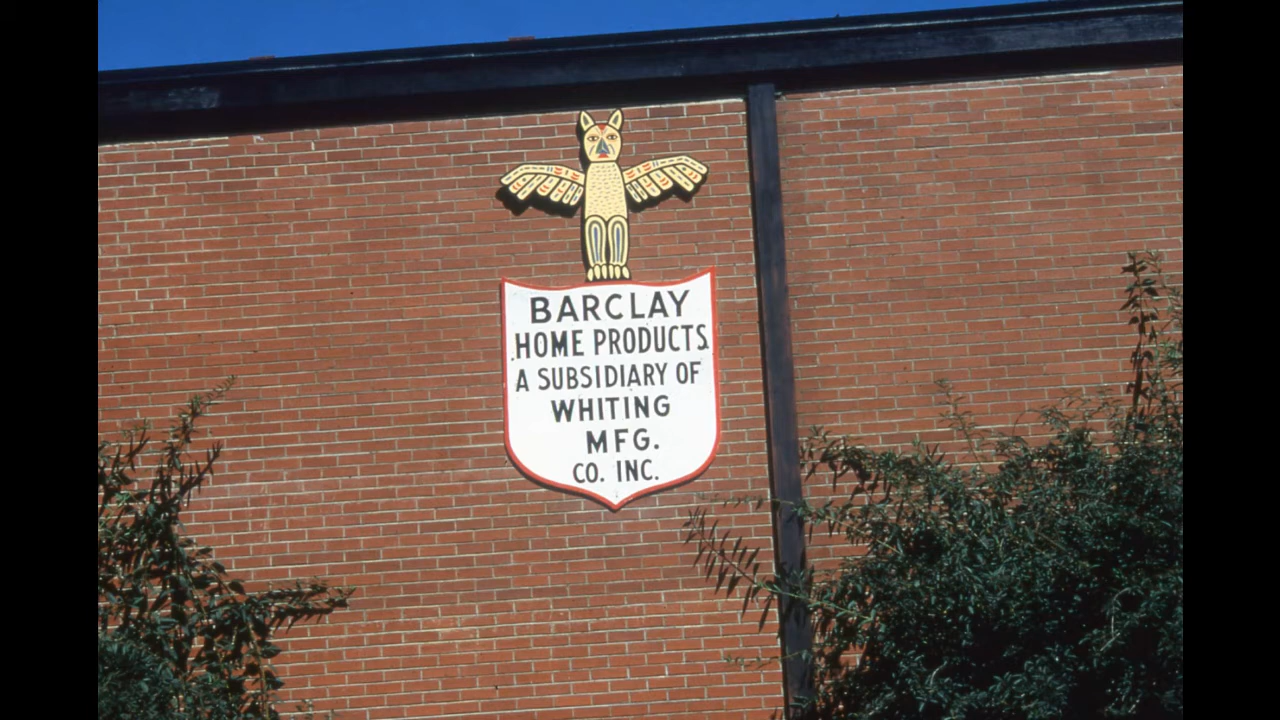 BARCLAY
HOME PRODUCTS
A SUBSIDIARY OF
WHITING
MFG.
CO. INC.